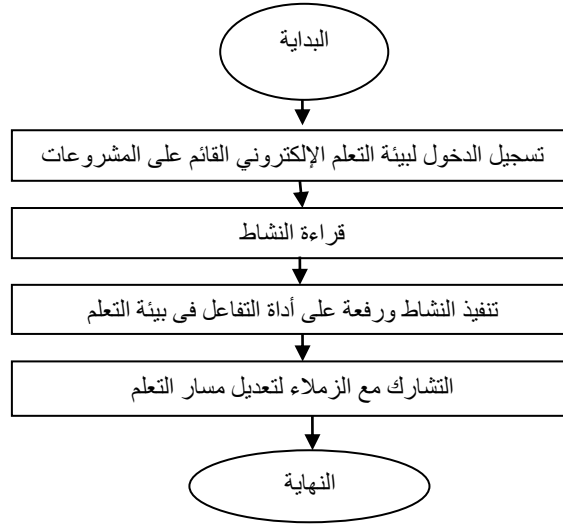 البداية
تسجيل الدخول لبيئة التعلم الإلكتروني القائم على المشروعات
قراءة النشاط
تنفيذ النشاط ورفعة على أداة التفاعل فى بيئة التعلم
التشارك مع الزملاء لتعديل مسار التعلم
النهاية